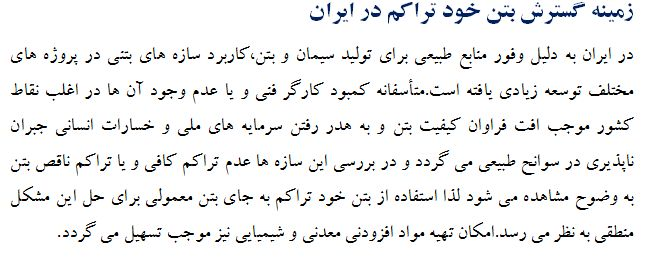 زمینه گسترش بتن خود تراکم در ایران
در ایران به دلیل وفور منابع طبیعی برای تولید سیمان و بتن،کاربرد سازه های بتنی در پروژه های
مختلف توسعه زیادی یافته است.متأسفانه کمبود کارگر فنی و یا عدم وجود آن ها در اغلب نقاط
کشور موجب افت فراوان کیفیت بتن و به هدر رفتن سرمایه های ملی و خسارات انسانی جبران
ناپذیری در سوانح طبیعی می گردد و در بررسی این سازه ها عدم تراکم کافی و یا تراکم ناقص بتن
به وضوح مشاهده می شود لذا استفاده از بتن خود تراکم به جای بتن معمولی برای حل این مشکل
منطقی به نظر می رسد.امکان تهیه مواد افزودنی معدنی و شیمیایی نیز موجب تسهیل می گردد.